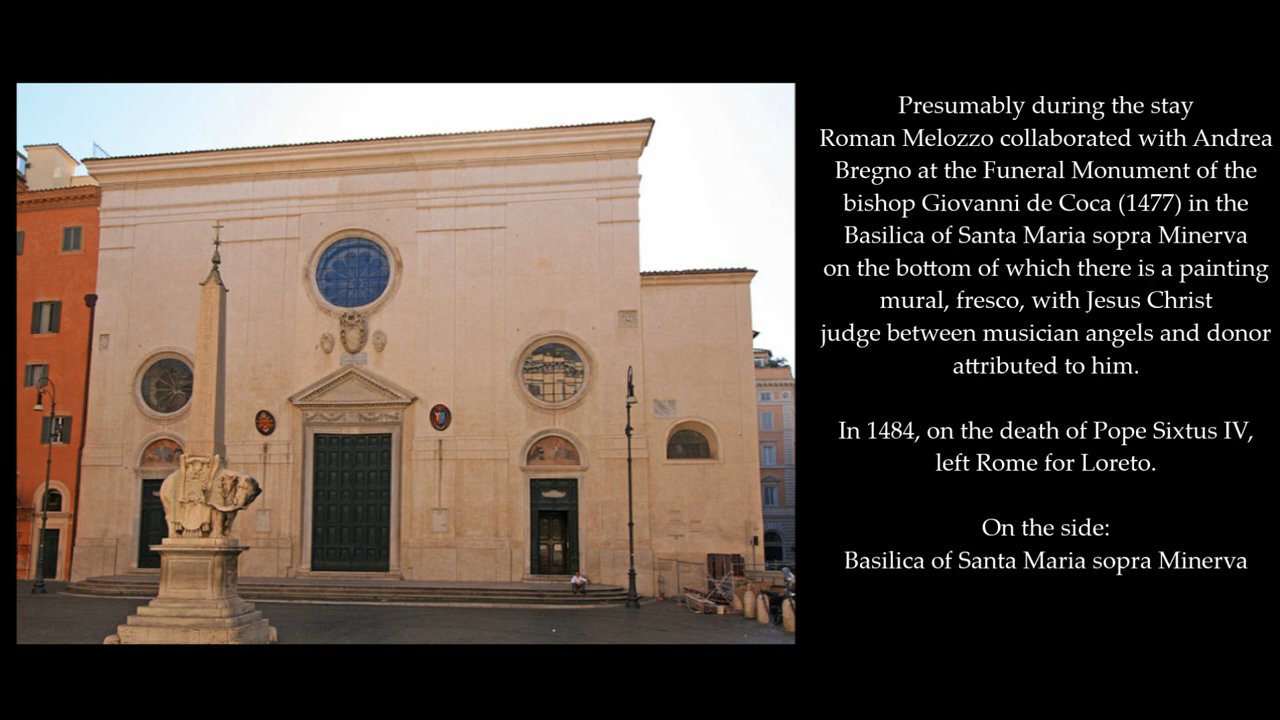 Presumably during the stay
Roman Melozzo collaborated with Andrea
Bregno at the Funeral Monument of the
bishop Giovanni de Coca (1477) in the
Basilica of Santa Maria sopra Minerva
on the bottom of which there is a painting
mural, fresco, with Jesus Christ
judge between musician angels and donor
attributed to him.
In 1484, on the death of Pope Sixtus IV,
left Rome for Loreto.
On the side:
Basilica of Santa Maria sopra Minerva